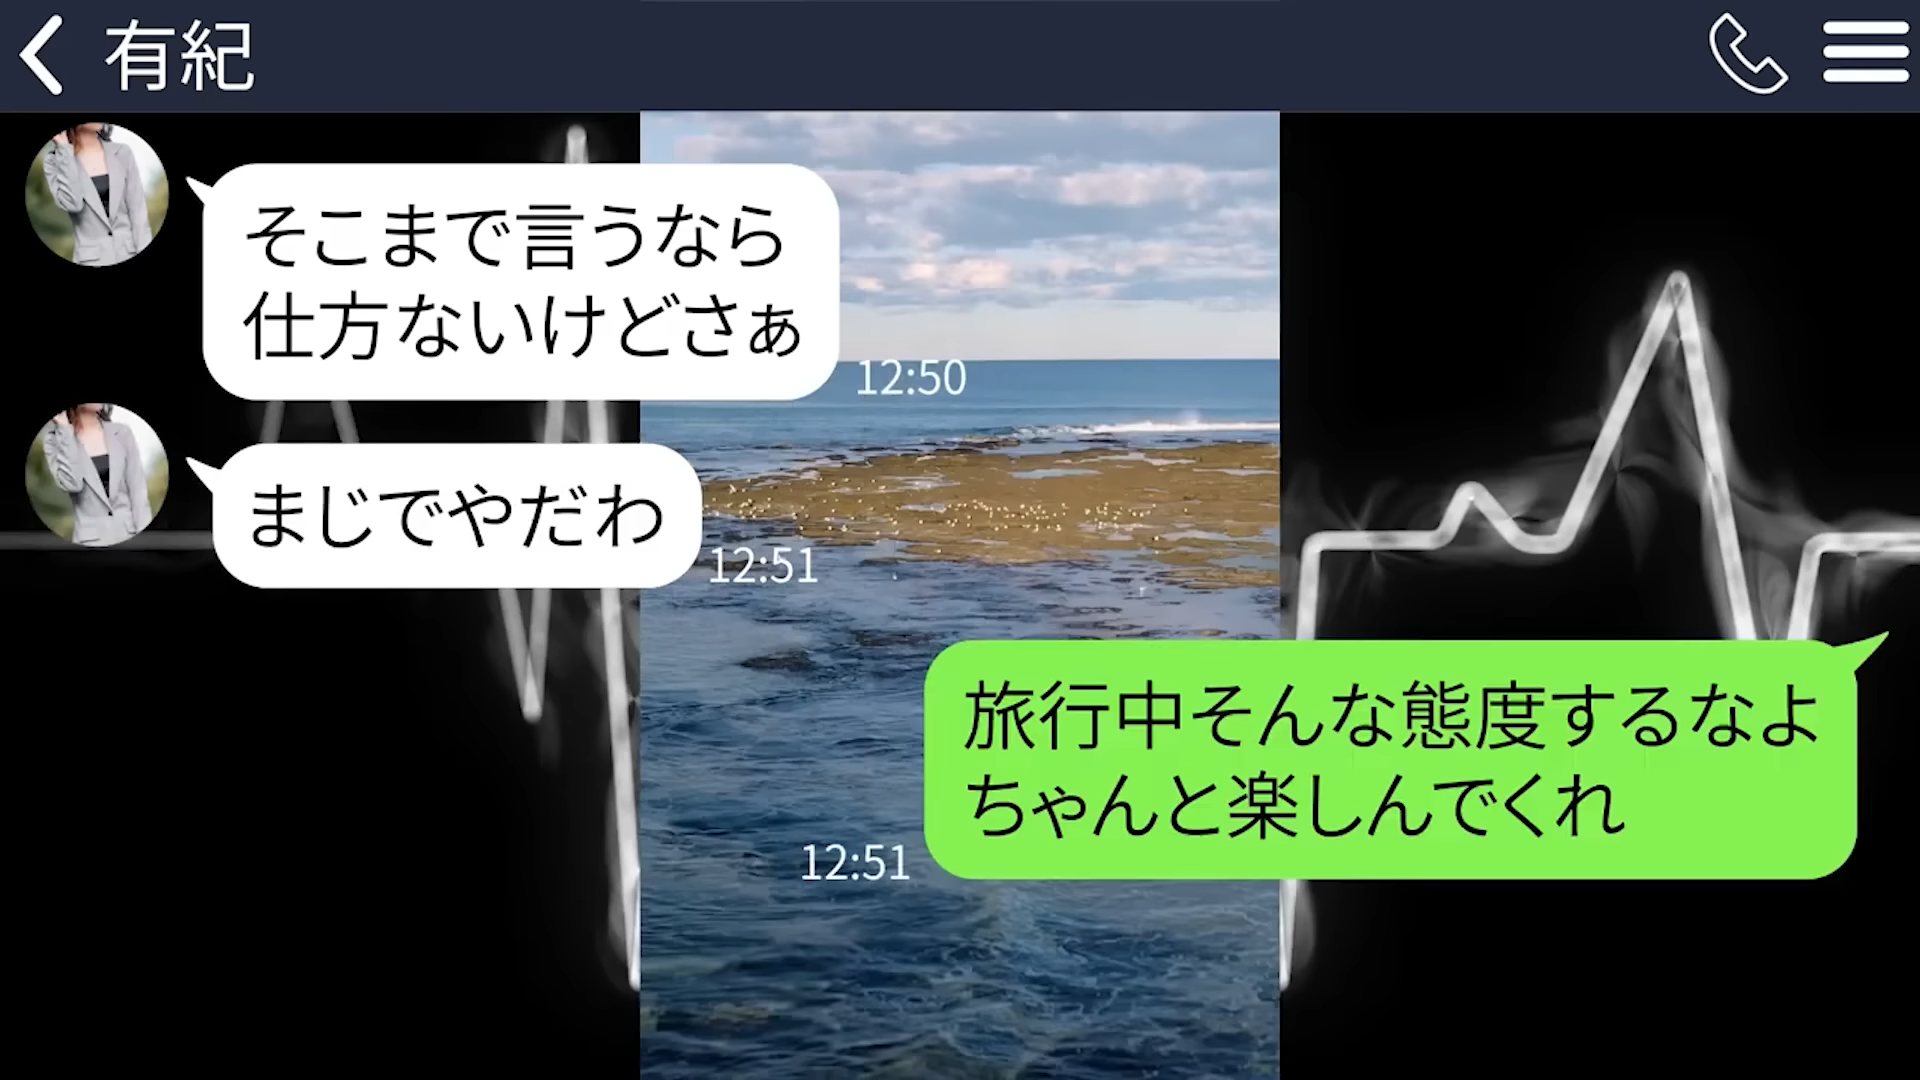 有紀
そこまで言うなら
仕方ないけどさぁ
12:50
まじでやだわ
12:51
旅行中そんな態度するなよ
ちゃんと楽しんでくれ
12:51